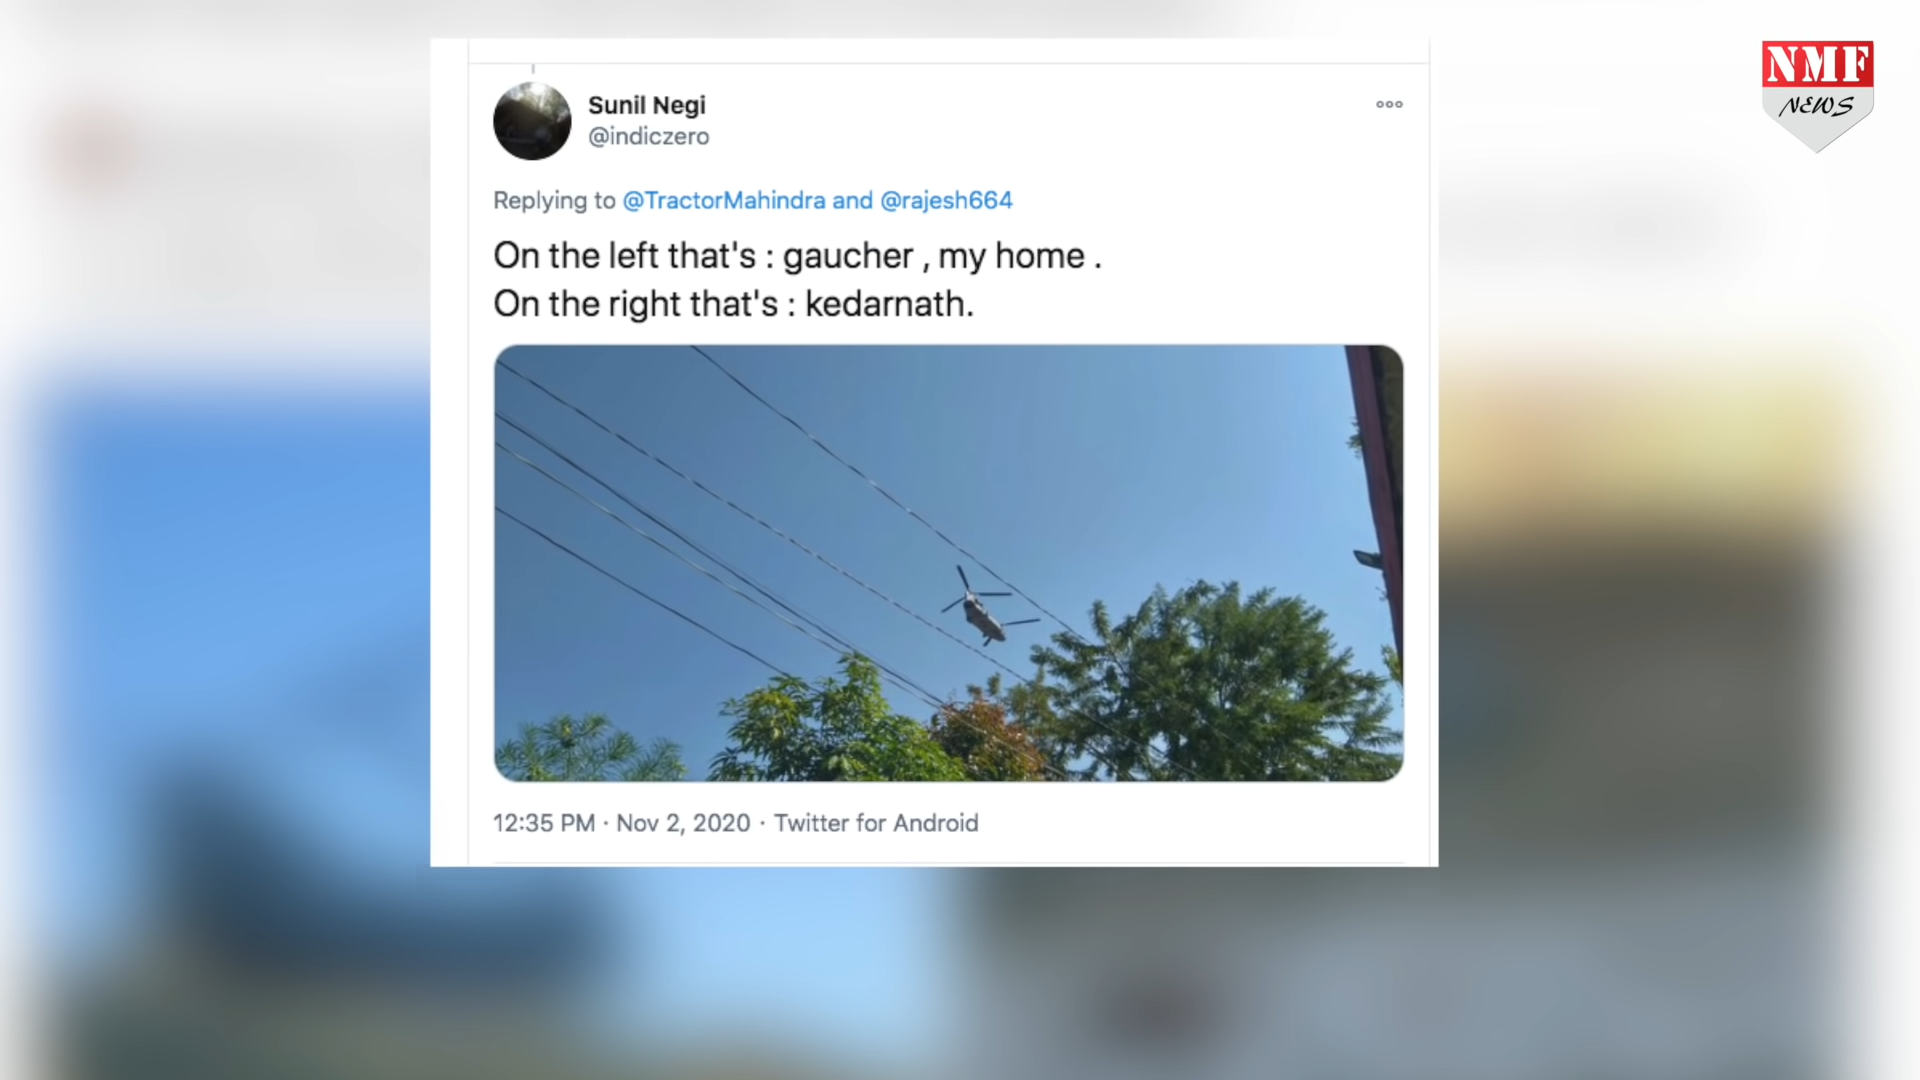 NMF
NEWS
Sunil Negi
@indiczero
Replying to @TractorMahindra and @rajesh664
On the left that's : gaucher , my home .
On the right that's : kedarnath.
12:35 PM · Nov 2, 2020 · Twitter for Android